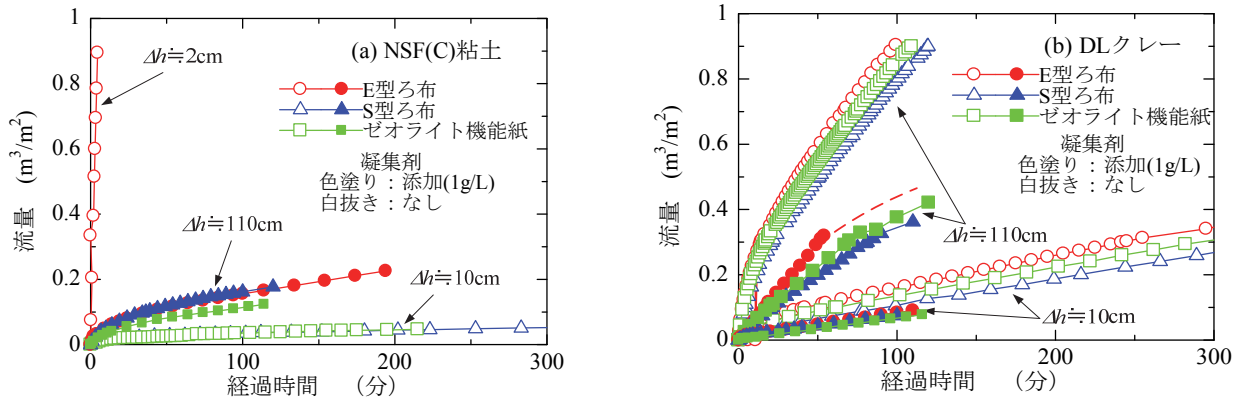 (a) NSF(C)粘土
Δh≒2cm
E型ろ布
S型ろ布
ゼオライト機能紙
凝集剤
色塗り：添加(1g/L)
白抜き：なし
Δh≒110cm
Δh≒10cm
流量 (m³/m²)
1
0.8
0.6
0.4
0.2
0
0
100
200
300
経過時間 （分）
(b) DLクレー
E型ろ布
S型ろ布
ゼオライト機能紙
凝集剤
色塗り：添加(1g/L)
白抜き：なし
Δh≒110cm
Δh≒10cm
流量 (m³/m²)
1
0.8
0.6
0.4
0.2
0
0
100
200
300
経過時間 （分）